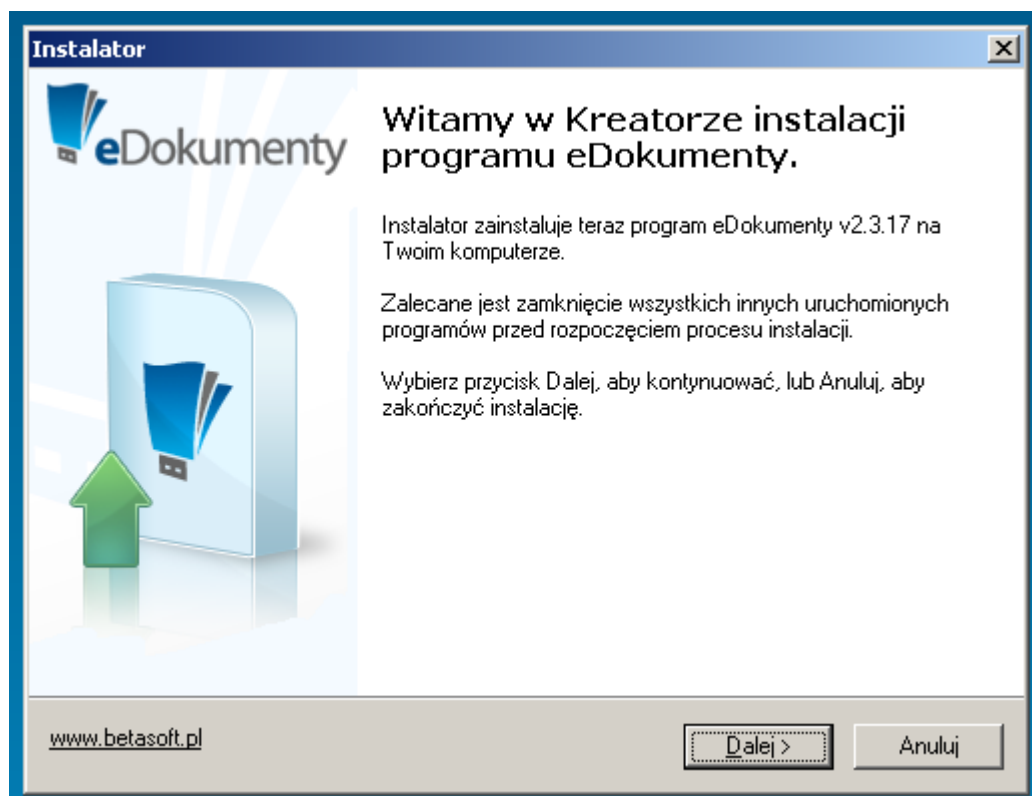 Instalator
eDokumenty
Witamy w Kreatorze instalacji
programu eDokumenty.
Instalator zainstaluje teraz program eDokumenty v2.3.17 na
Twoim komputerze.
Zalecane jest zamknięcie wszystkich innych uruchomionych
programów przed rozpoczęciem procesu instalacji.
Wybierz przycisk Dalej, aby kontynuować, lub Anuluj, aby
zakończyć instalację.
www.betasoft.pl
Dalej >
Anuluj